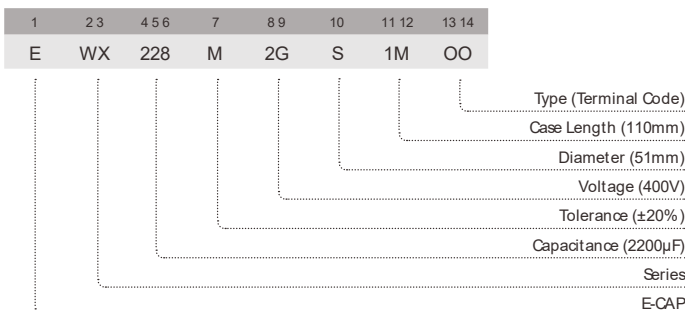 1 2 3 4 5 6 7 8 9 10 11 12 13 14
E WX 228 M 2G S 1M OO
Type (Terminal Code)
Case Length (110mm)
Diameter (51mm)
Voltage (400V)
Tolerance (±20%)
Capacitance (2200µF)
Series
E-CAP